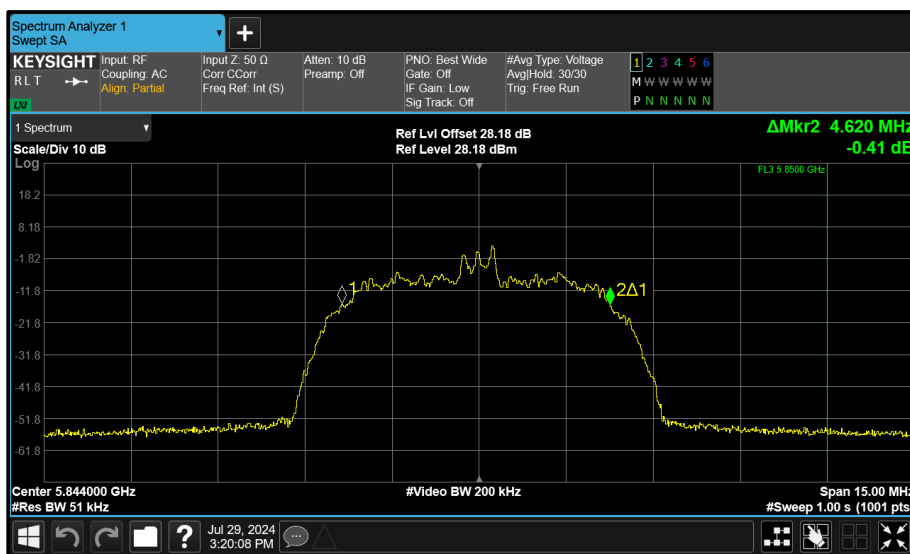 Spectrum Analyzer 1
Swept SA
KEYSIGHT
R L T
LXI
Input: RF
Coupling: AC
Align: Partial
Input Z: 50 Ω
Corr CCorr
Freq Ref: Int (S)
Atten: 10 dB
Preamp: Off
PNO: Best Wide
Gate: Off
IF Gain: Low
Sig Track: Off
#Avg Type: Voltage
Avg|Hold: 30/30
Trig: Free Run
1 2 3 4 5 6
M W W W W W
P N N N N N
1 Spectrum
Scale/Div 10 dB
Log
Ref Lvl Offset 28.18 dB
Ref Level 28.18 dBm
ΔMkr2 4.620 MHz
-0.41 dB
FL3 5.8500 GHz
18.2
8.18
-1.82
-11.8
-21.8
-31.8
-41.8
-51.8
-61.8
1
2Δ1
Center 5.844000 GHz
#Res BW 51 kHz
#Video BW 200 kHz
Span 15.00 MHz
#Sweep 1.00 s (1001 pts
?
Jul 29, 2024
3:20:08 PM